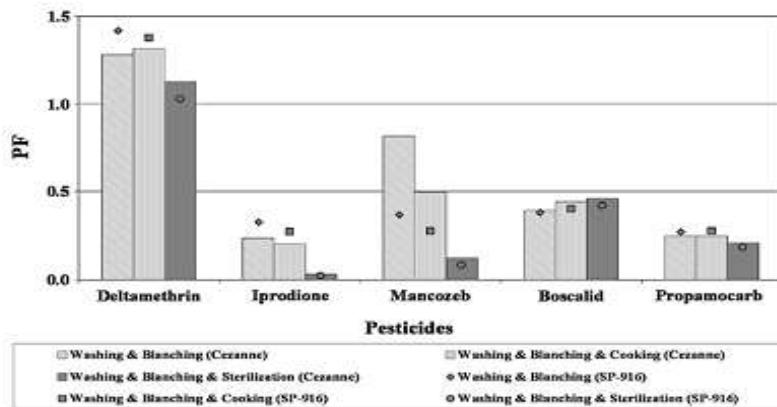 1.5
1.0
0.5
0.0
PF
Deltamethrin Iprodione Mancozeb Boscalid Propamocarb
Pesticides
Washing & Blanching (Cezanne) Washing & Blanching & Cooking (Cezanne)
Washing & Blanching & Sterilization (Cezanne) Washing & Blanching (SP-916)
Washing & Blanching & Cooking (SP-916) Washing & Blanching & Sterilization (SP-916)